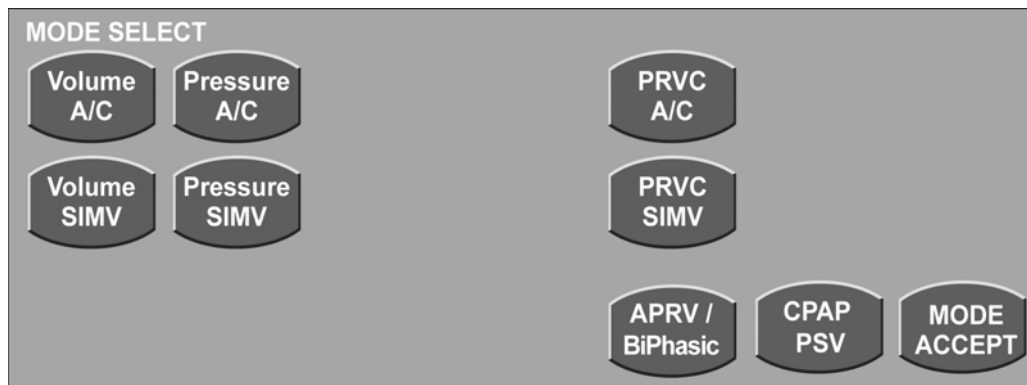 MODE SELECT
Volume
A/C
Pressure
A/C
PRVC
A/C
Volume
SIMV
Pressure
SIMV
PRVC
SIMV
APRV /
BiPhasic
CPAP
PSV
MODE
ACCEPT